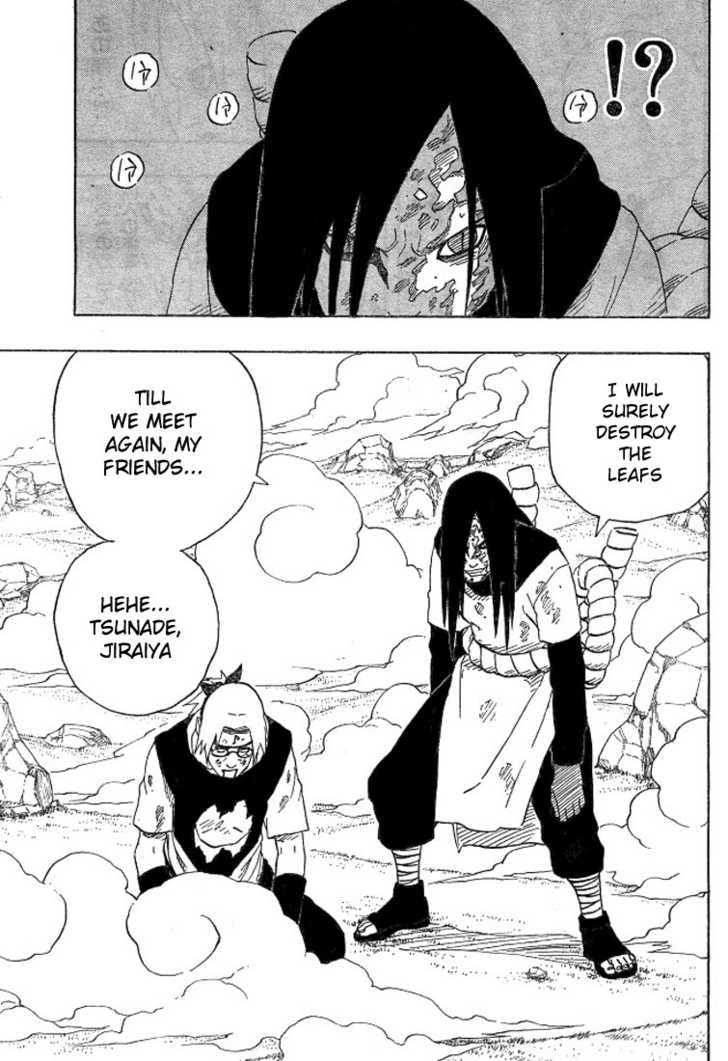 !?
I WILL
SURELY
DESTROY
THE
LEAFS
TILL
WE MEET
AGAIN, MY
FRIENDS...
HEHE...
TSUNADE,
JIRAIYA